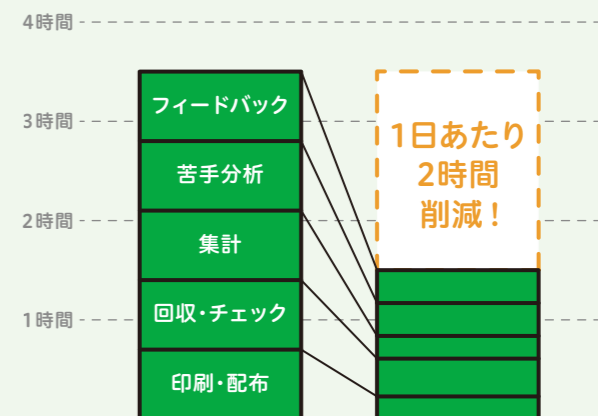 4時間
3時間
2時間
1時間
フィードバック
苦手分析
集計
回収・チェック
印刷・配布
1日あたり
2時間
削減！